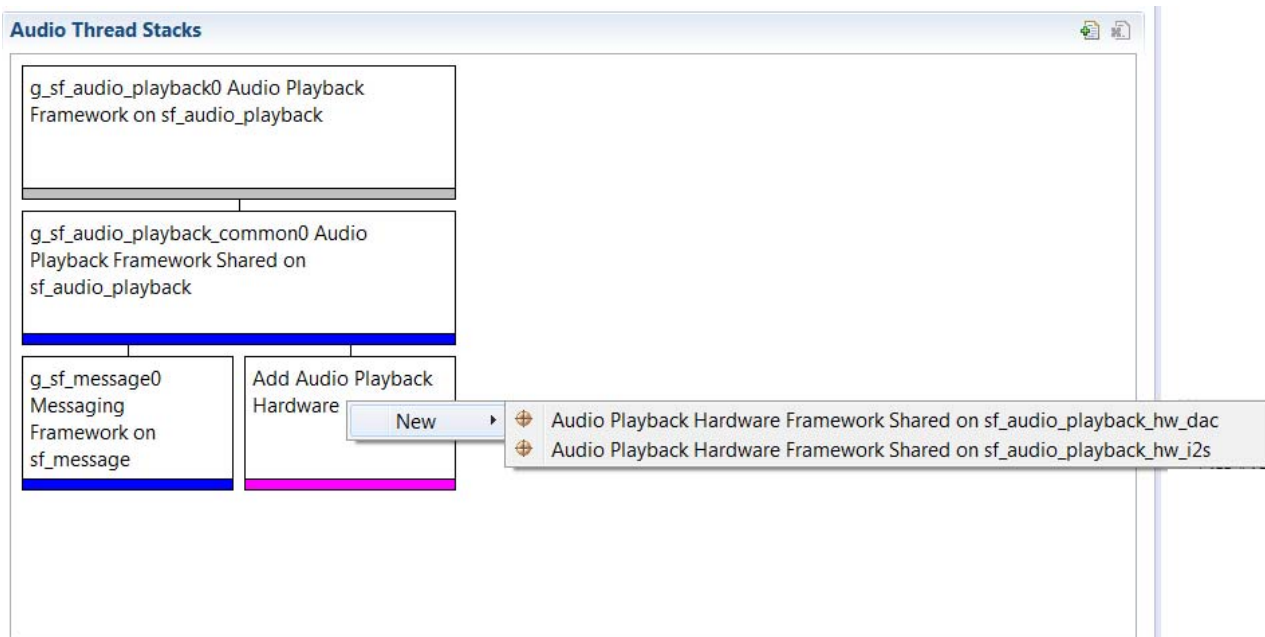 Audio Thread Stacks
g_sf_audio_playback0 Audio Playback
Framework on sf_audio_playback
g_sf_audio_playback_common0 Audio
Playback Framework Shared on
sf_audio_playback
g_sf_message0
Messaging
Framework on
sf_message
Add Audio Playback
Hardware
New
Audio Playback Hardware Framework Shared on sf_audio_playback_hw_dac
Audio Playback Hardware Framework Shared on sf_audio_playback_hw_i2s